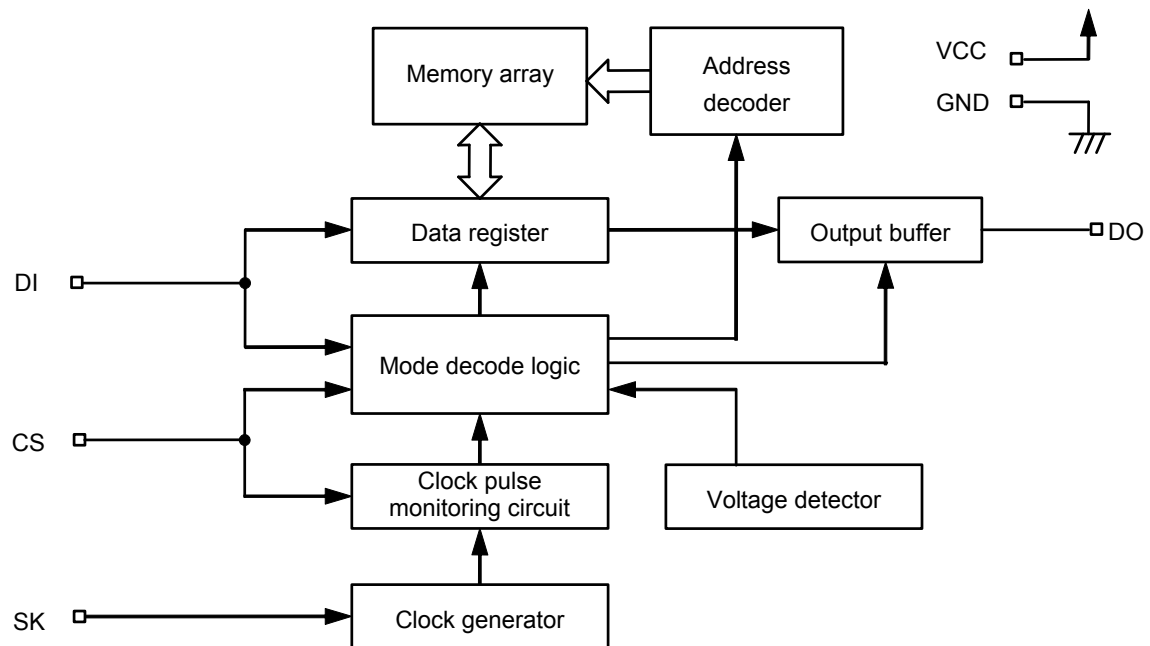 Memory array
Address
decoder
VCC
GND
Data register
Output buffer
DO
DI
Mode decode logic
CS
Clock pulse
monitoring circuit
Voltage detector
SK
Clock generator